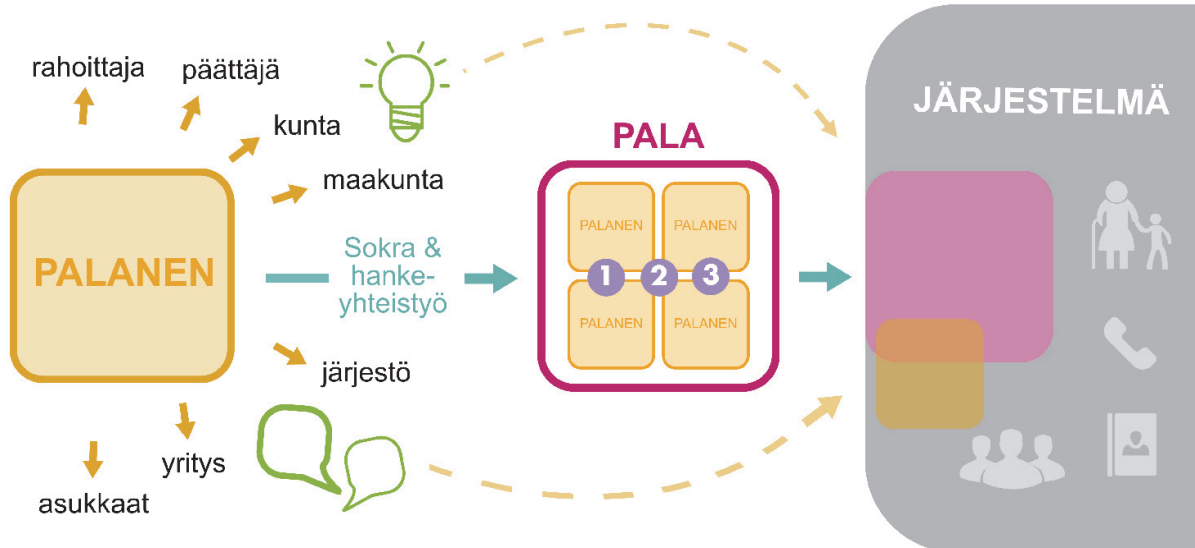 rahoittaja
päättäjä
kunta
maakunta
PALANEN
Sokra &
hanke-
yhteistyö
järjestö
yritys
asukkaat
PALA
PALANEN
PALANEN
1
2
3
PALANEN
PALANEN
JÄRJESTELMÄ